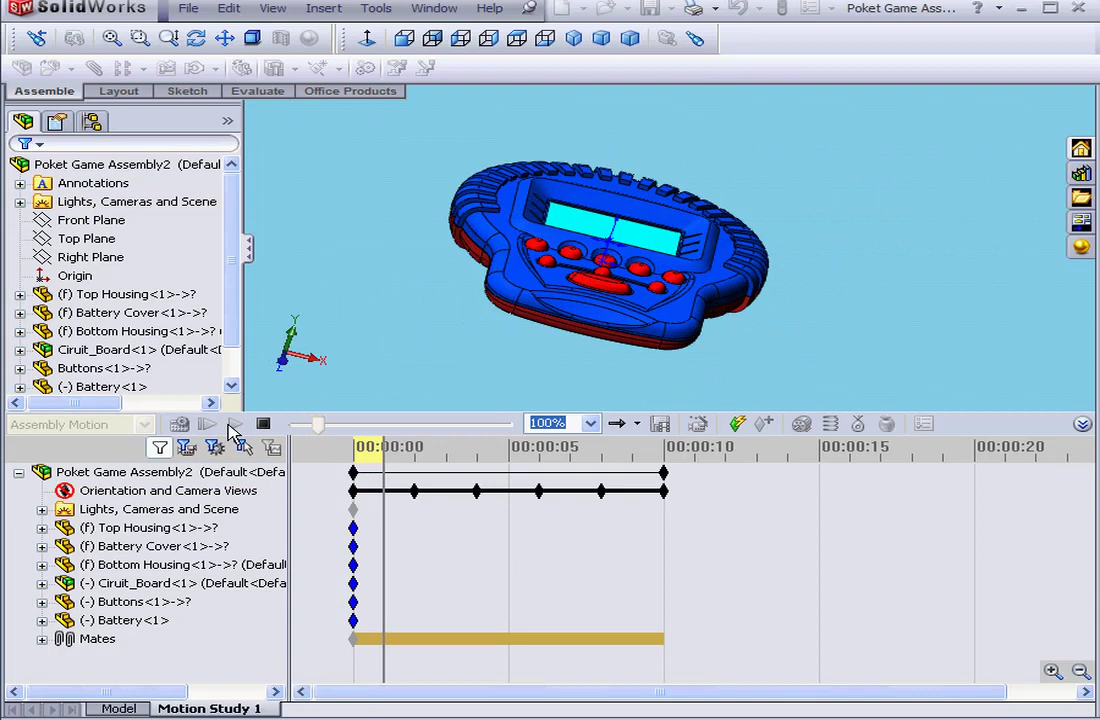 SW SolidWorks File Edit View Insert Tools Window Help Poket Game Ass... ?
Assemble Layout Sketch Evaluate Office Products
Poket Game Assembly2 (Defaul
Annotations
Lights, Cameras and Scene
Front Plane
Top Plane
Right Plane
Origin
(f) Top Housing<1>->?
(f) Battery Cover<1>->?
(f) Bottom Housing<1>->?
Ciruit_Board<1> (Default<D
Buttons<1>->?
(-) Battery<1>
Y
X
Z
Assembly Motion 100%
00:00:00 00:00:05 00:00:10 00:00:15 00:00:20
Poket Game Assembly2 (Default<Defa
Orientation and Camera Views
Lights, Cameras and Scene
(f) Top Housing<1>->?
(f) Battery Cover<1>->?
(f) Bottom Housing<1>->? (Defaul
(-) Ciruit_Board<1> (Default<Defa
(-) Buttons<1>->?
(-) Battery<1>
Mates
Model Motion Study 1